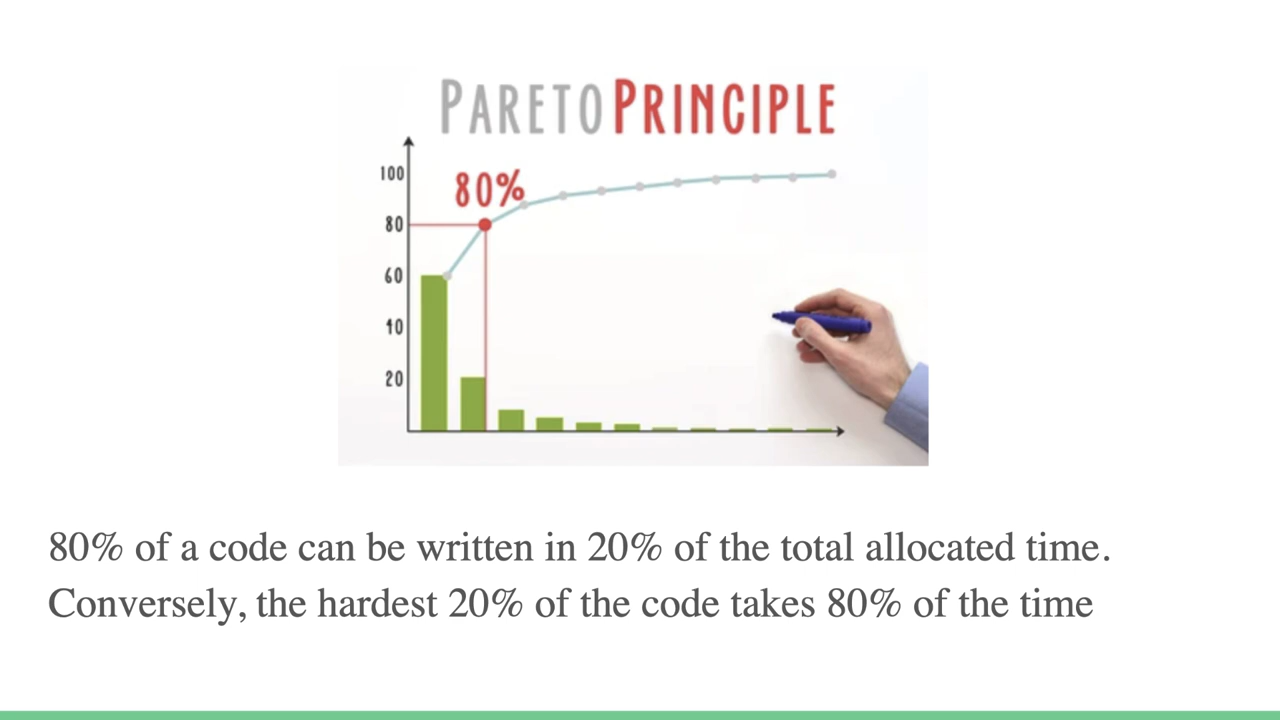 PARETO PRINCIPLE
100
80%
80
60
40
20
80% of a code can be written in 20% of the total allocated time.
Conversely, the hardest 20% of the code takes 80% of the time